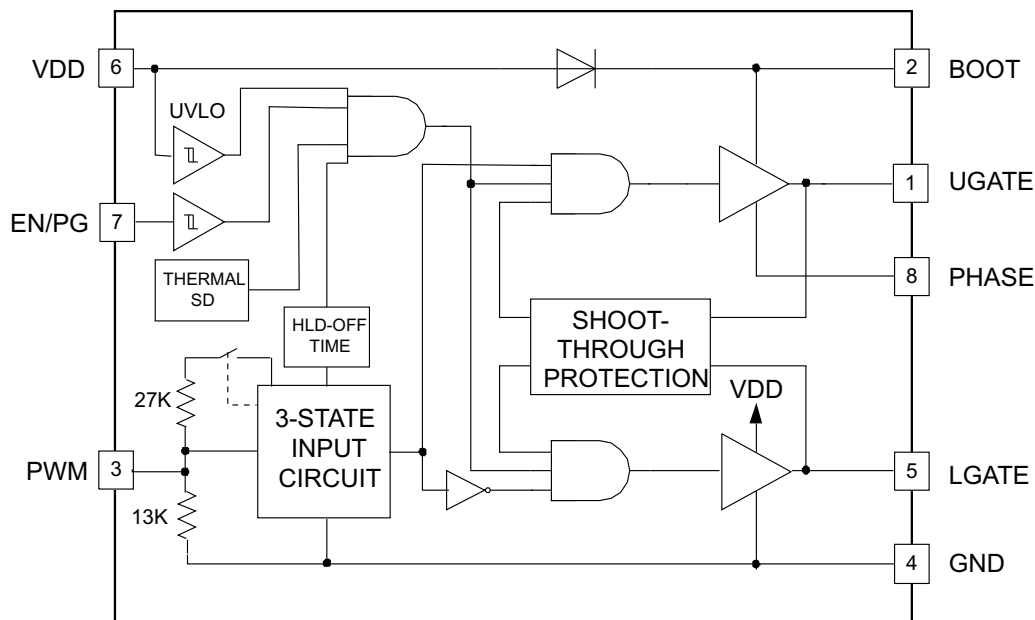 VDD
6
2
BOOT
UVLO
1
UGATE
EN/PG
7
THERMAL
SD
8
PHASE
HLD-OFF
TIME
SHOOT-
THROUGH
PROTECTION
27K
VDD
3-STATE
INPUT
CIRCUIT
PWM
3
5
LGATE
13K
4
GND